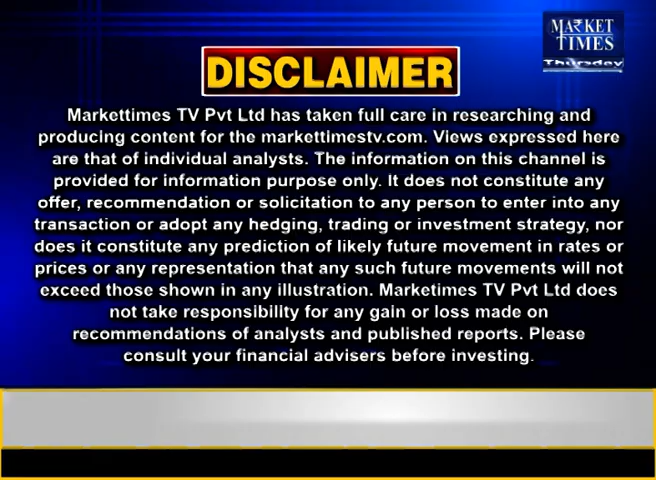 MARKET
TIMES
Thursday
DISCLAIMER
Markettimes TV Pvt Ltd has taken full care in researching and
producing content for the markettimestv.com. Views expressed here
are that of individual analysts. The information on this channel is
provided for information purpose only. It does not constitute any
offer, recommendation or solicitation to any person to enter into any
transaction or adopt any hedging, trading or investment strategy, nor
does it constitute any prediction of likely future movement in rates or
prices or any representation that any such future movements will not
exceed those shown in any illustration. Marketimes TV Pvt Ltd does
not take responsibility for any gain or loss made on
recommendations of analysts and published reports. Please
consult your financial advisers before investing.